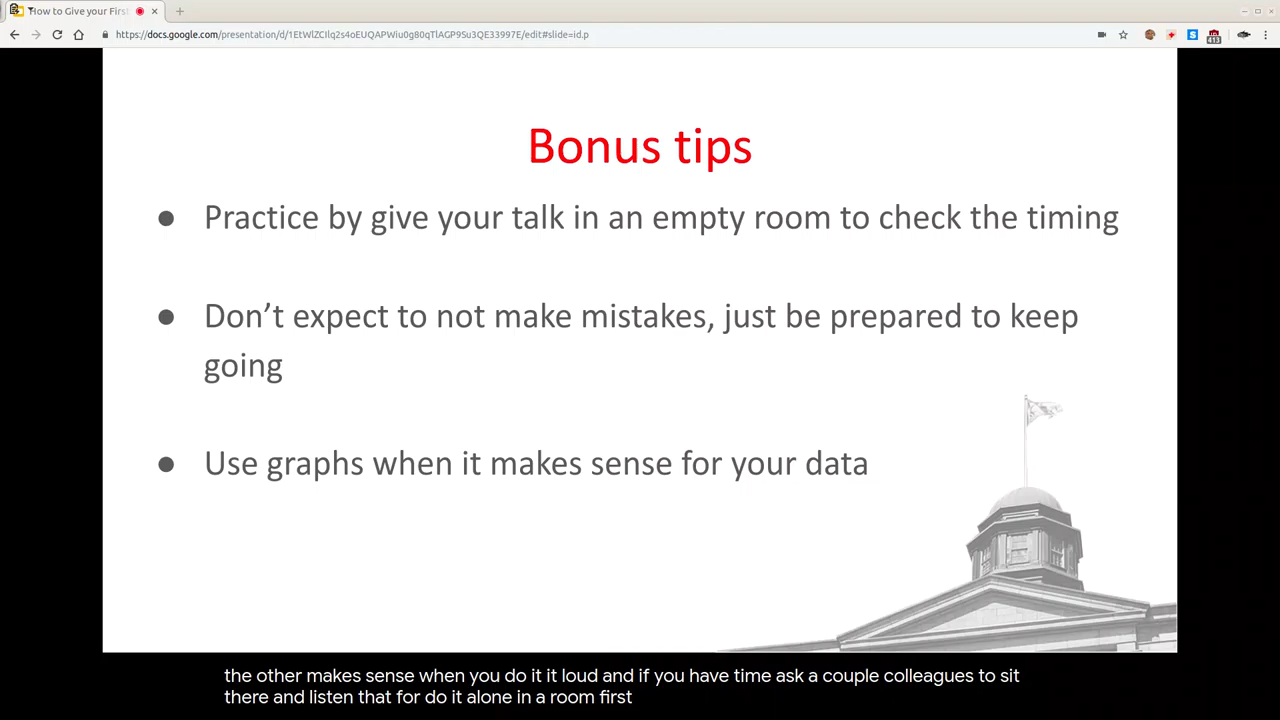 How to Give your Firs
https://docs.google.com/presentation/d/1EtWlZCIlq2s4oEUQAPWiu0g80qTlAGP9Su3QE33997E/edit#slide=id.p
413
Bonus tips
● Practice by give your talk in an empty room to check the timing
● Don’t expect to not make mistakes, just be prepared to keep
going
● Use graphs when it makes sense for your data
the other makes sense when you do it it loud and if you have time ask a couple colleagues to sit
there and listen that for do it alone in a room first